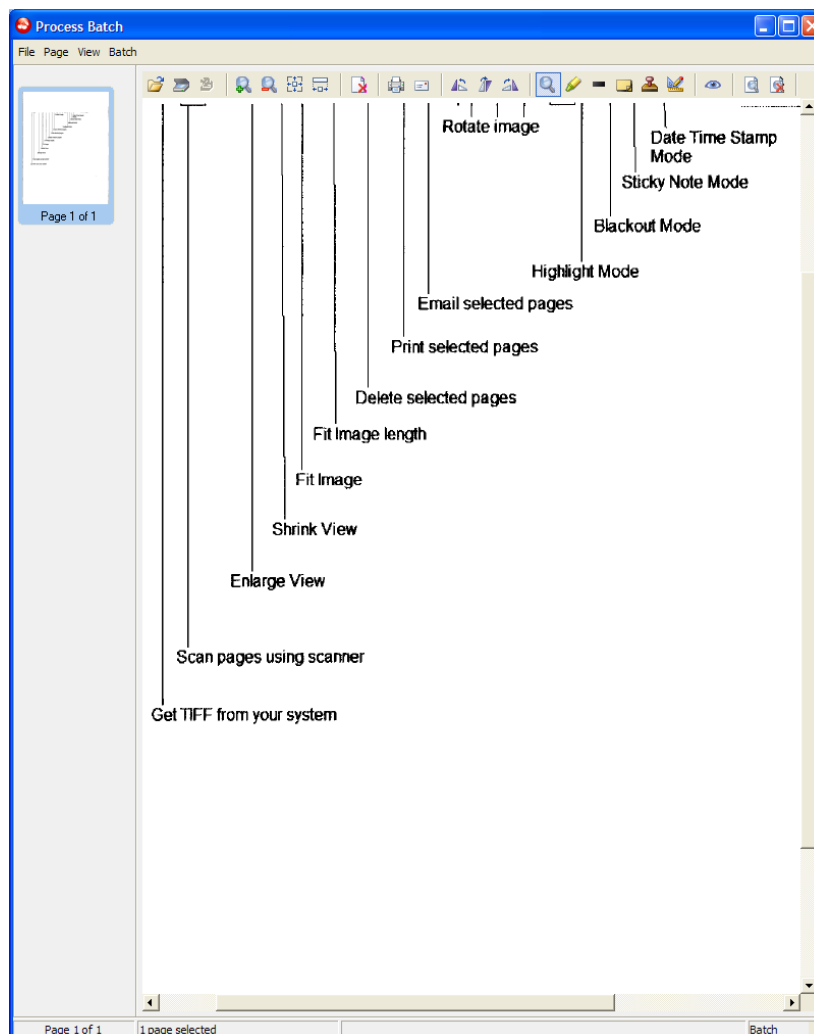 Process Batch
File Page View Batch
Rotate image
Date Time Stamp
Mode
Sticky Note Mode
Blackout Mode
Highlight Mode
Email selected pages
Print selected pages
Delete selected pages
Fit Image length
Fit Image
Shrink View
Enlarge View
Scan pages using scanner
Get TIFF from your system
Page 1 of 1
Page 1 of 1
1 page selected
Batch